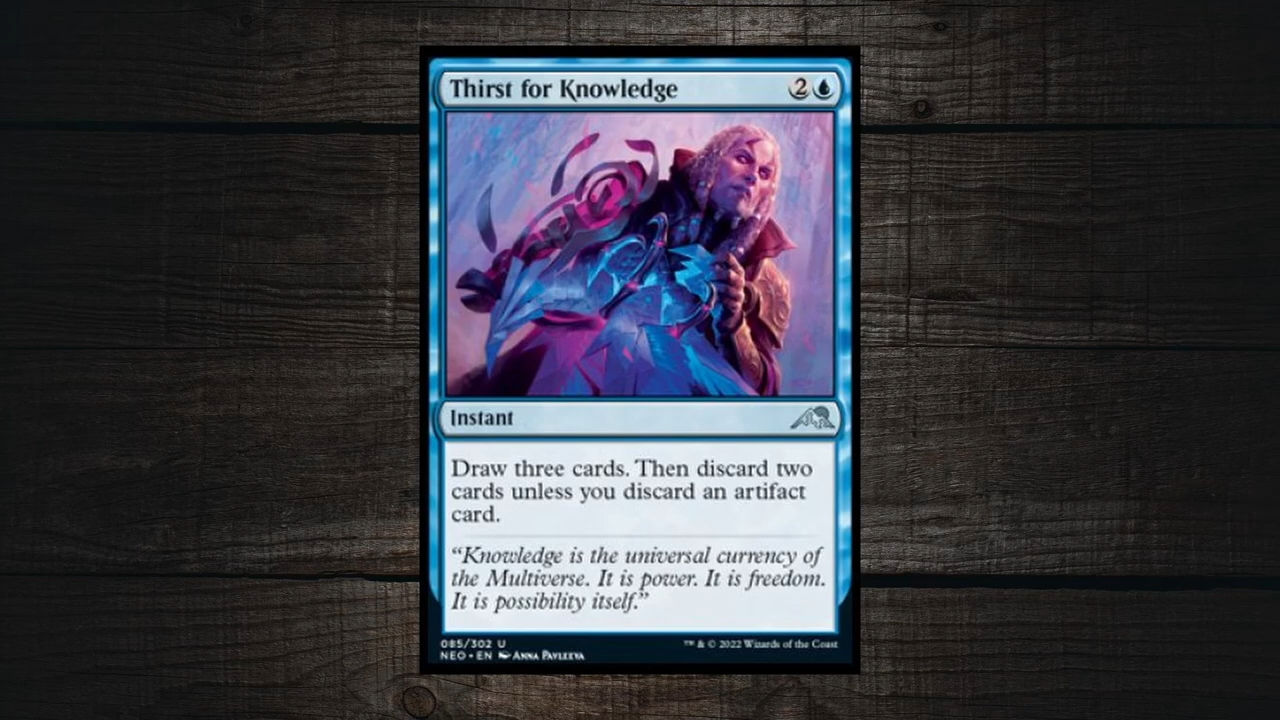 Thirst for Knowledge 2
Instant
Draw three cards. Then discard two
cards unless you discard an artifact
card.
“Knowledge is the universal currency of
the Multiverse. It is power. It is freedom.
It is possibility itself.”
085/302 U
™ & © 2022 Wizards of the Coast
NEO • EN Anna Pavleeva